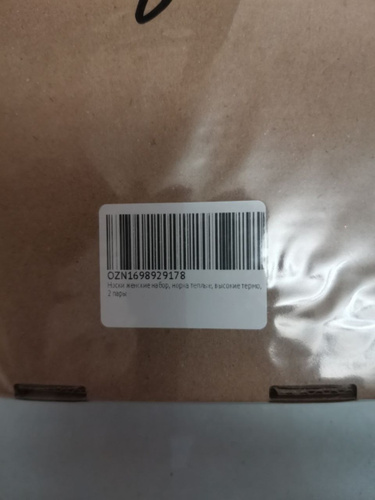 OZN1698929178
Носки женские набор, норка теплые, высокие термо,
2 пары